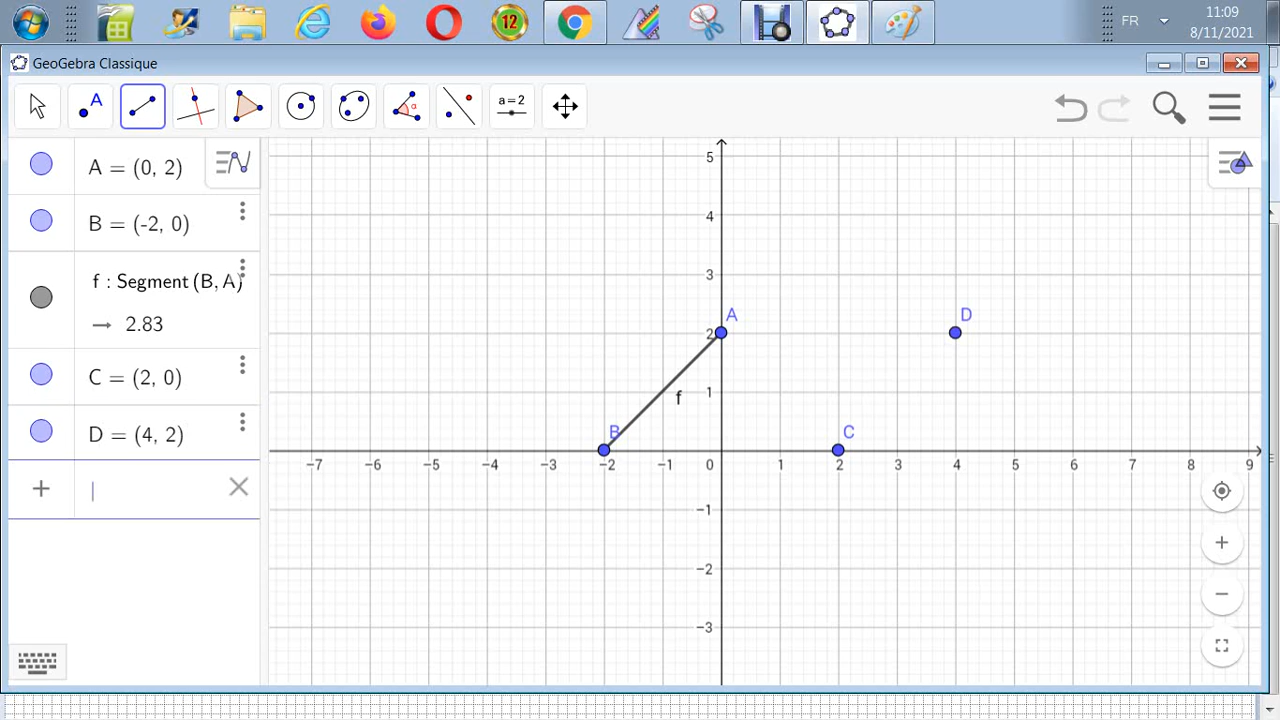 12
FR
11:09
8/11/2021
GeoGebra Classique
A
α
a=2
A = (0, 2)
B = (-2, 0)
f : Segment (B, A)
→ 2.83
C = (2, 0)
D = (4, 2)
+
5
4
3
A
D
2
1
f
B
C
−7 −6 −5 −4 −3 −2 −1 0 1 2 3 4 5 6 7 8 9
−1
−2
−3